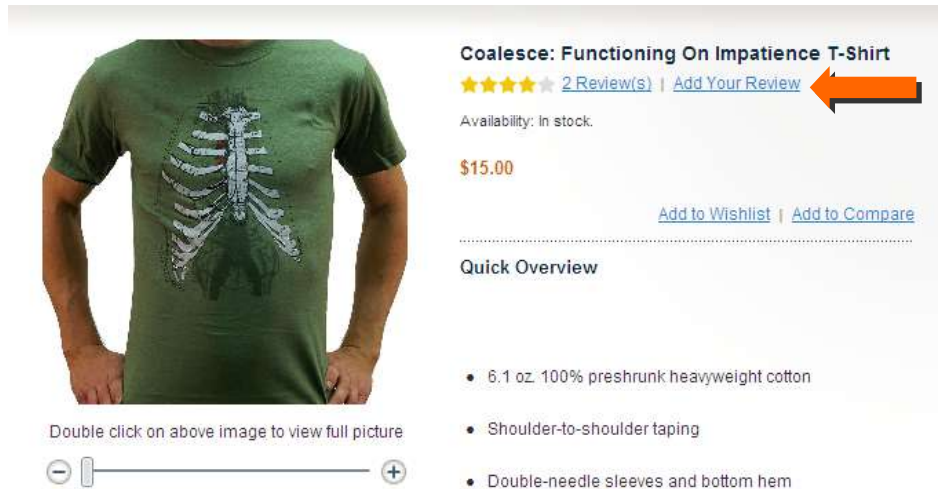 Coalesce: Functioning On Impatience T-Shirt
2 Review(s) | Add Your Review
Availability: In stock.
$15.00
Add to Wishlist | Add to Compare
Quick Overview
• 6.1 oz. 100% preshrunk heavyweight cotton
• Shoulder-to-shoulder taping
• Double-needle sleeves and bottom hem
Double click on above image to view full picture